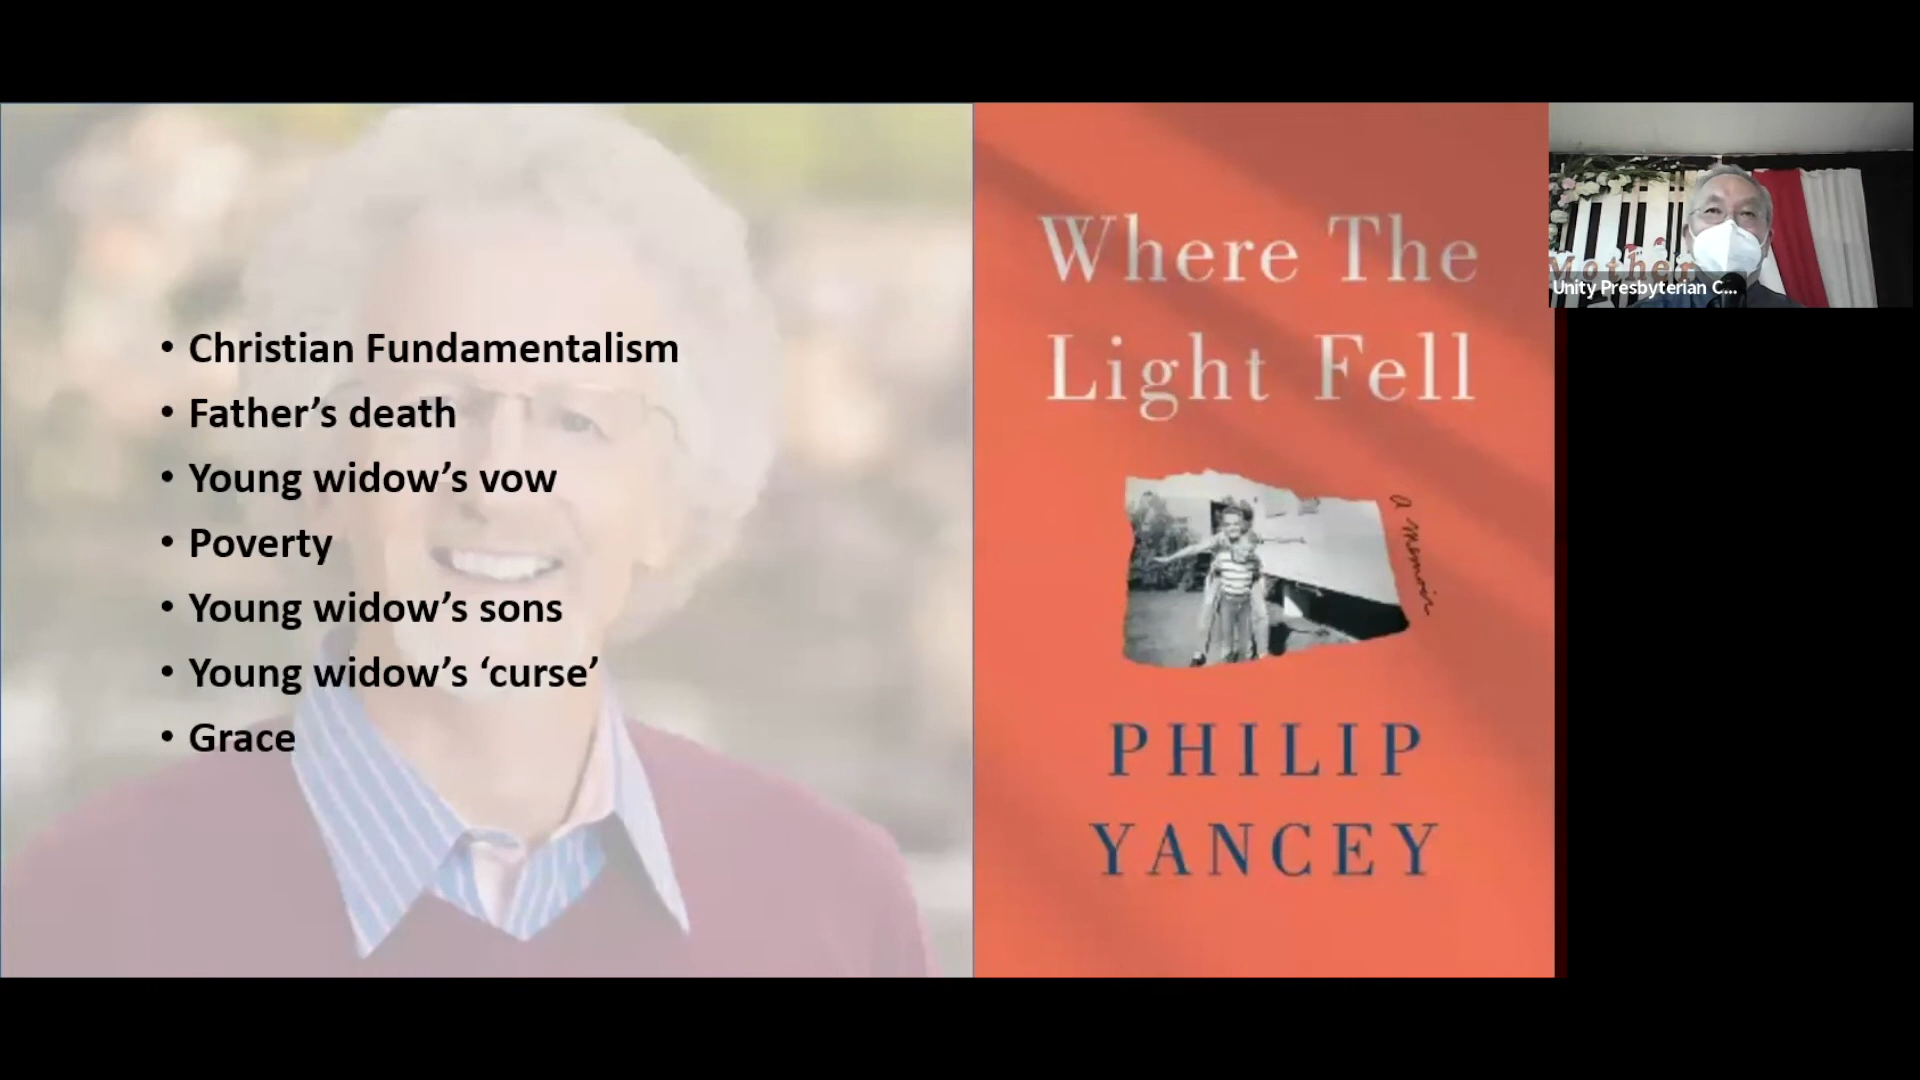 • Christian Fundamentalism
• Father’s death
• Young widow’s vow
• Poverty
• Young widow’s sons
• Young widow’s ‘curse’
• Grace
Where The
Light Fell
a memoir
PHILIP
YANCEY
Mother
Unity Presbyterian C...